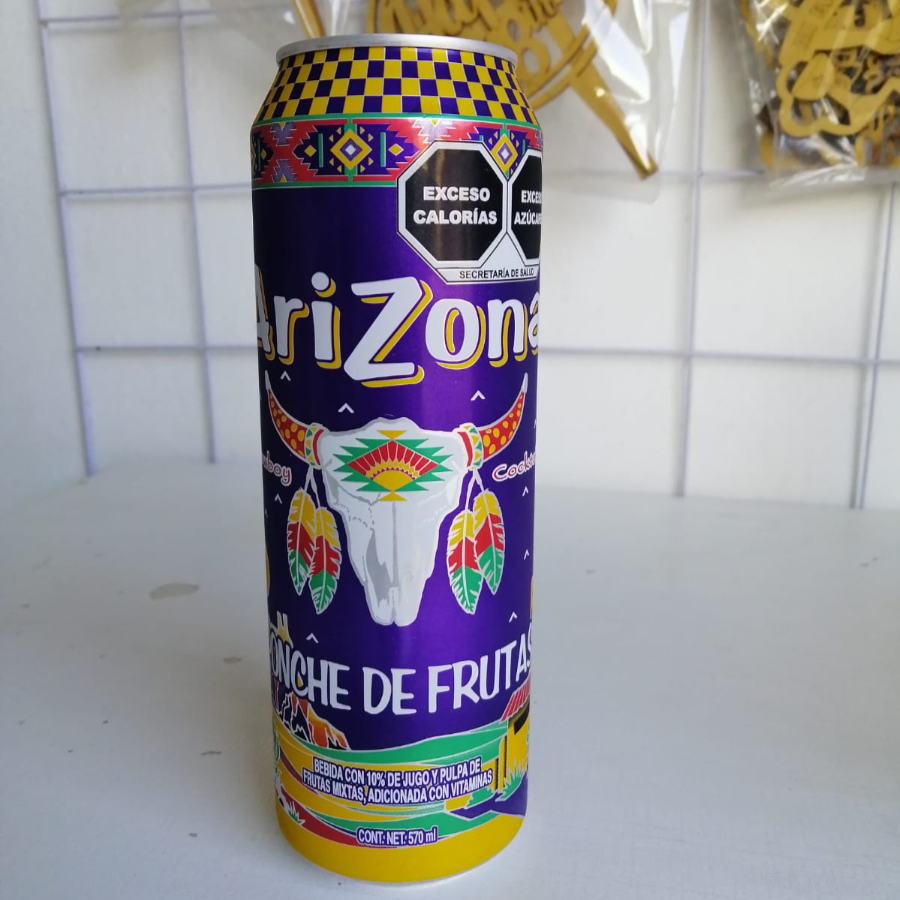 EXCESO
CALORÍAS
SECRETARÍA DE SALUD
AriZona
DE FRUTAS
BEBIDA CON 10% DE JUGO Y PULPA DE
FRUTAS MIXTAS, ADICIONADA CON VITAMINAS
CONT. NET. 570 ml